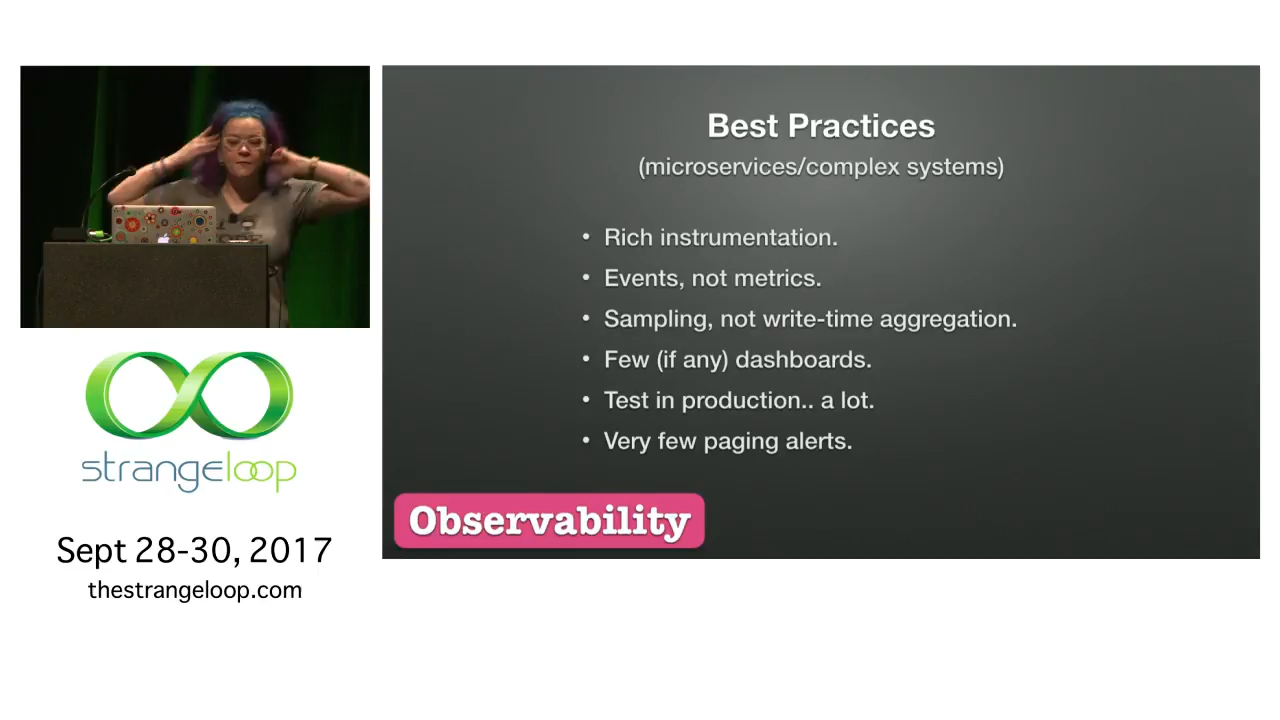 Best Practices
(microservices/complex systems)
• Rich instrumentation.
• Events, not metrics.
• Sampling, not write-time aggregation.
• Few (if any) dashboards.
• Test in production.. a lot.
• Very few paging alerts.
Observability
strangeloop
Sept 28-30, 2017
thestrangeloop.com